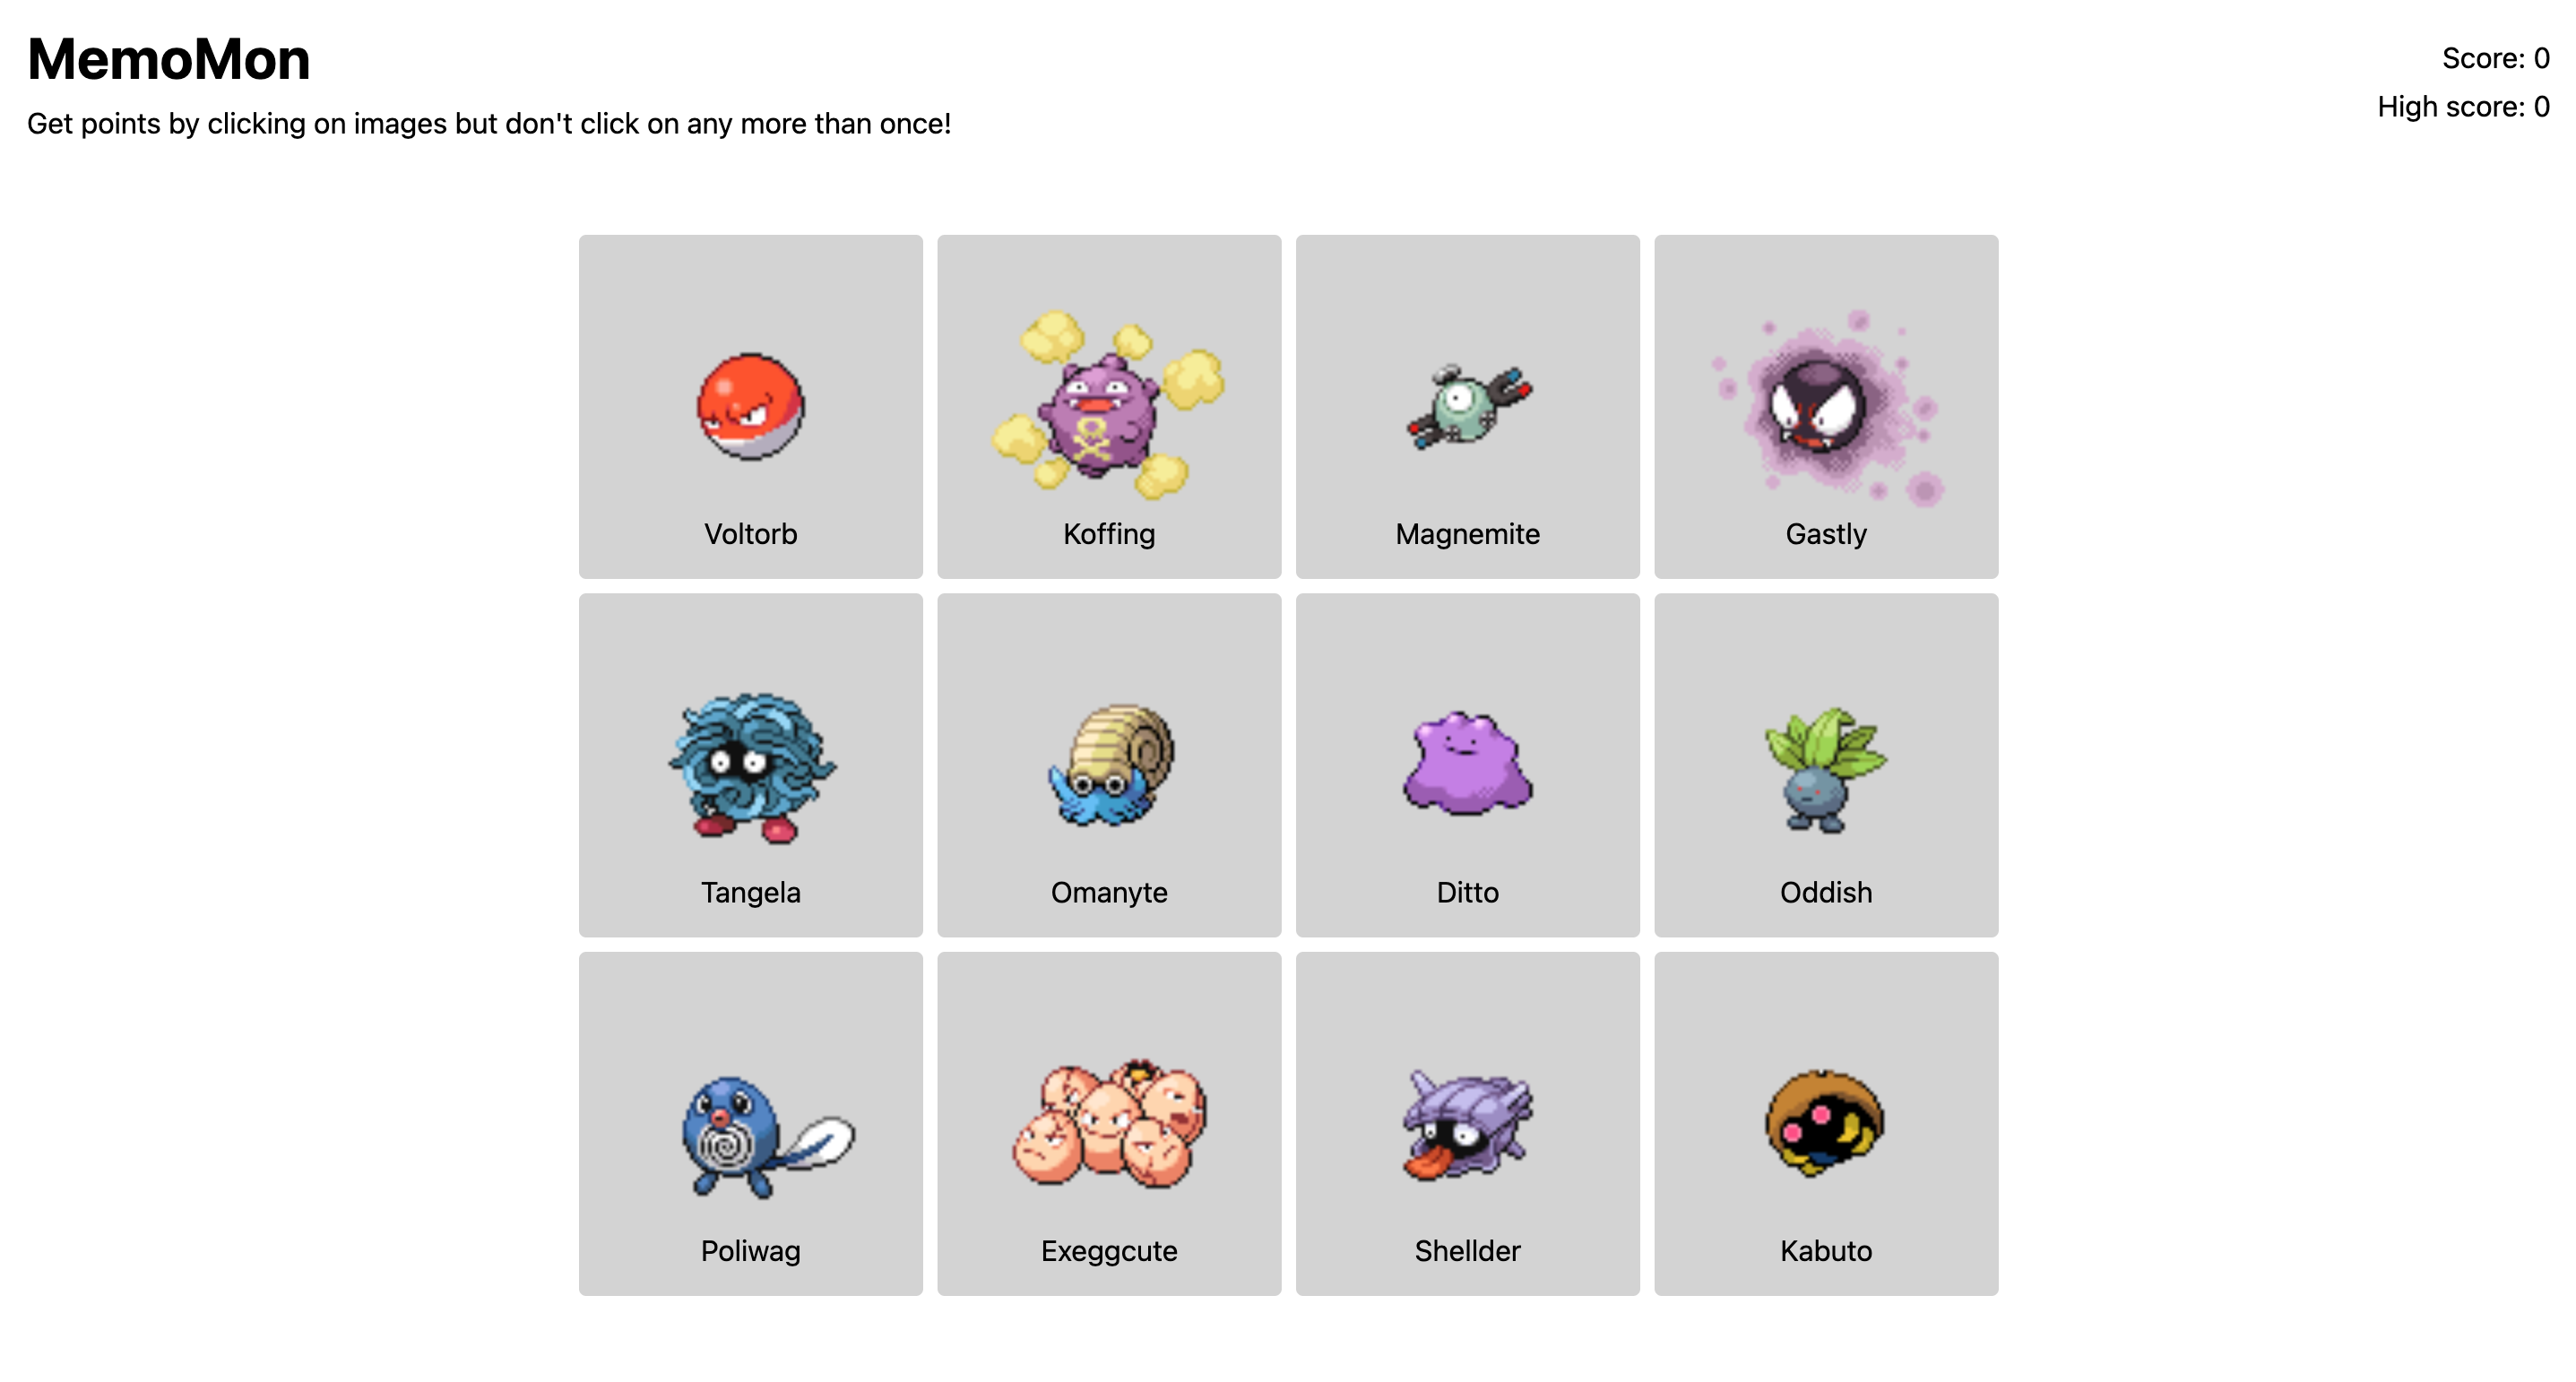 MemoMon
Score: 0
High score: 0
Get points by clicking on images but don't click on any more than once!
Voltorb
Koffing
Magnemite
Gastly
Tangela
Omanyte
Ditto
Oddish
Poliwag
Exeggcute
Shellder
Kabuto